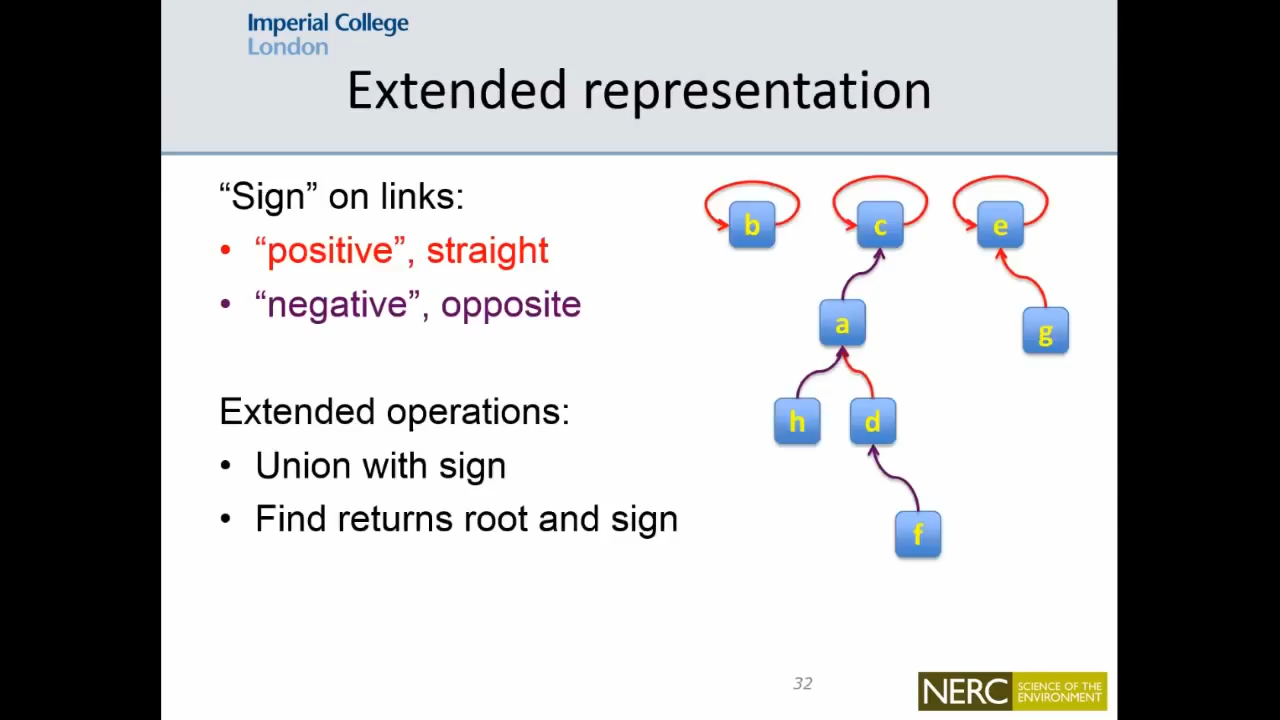 Imperial College
London
Extended representation
“Sign” on links:
• “positive”, straight
• “negative”, opposite
Extended operations:
• Union with sign
• Find returns root and sign
b
c
e
a
g
h
d
f
32
NERC SCIENCE OF THE
ENVIRONMENT